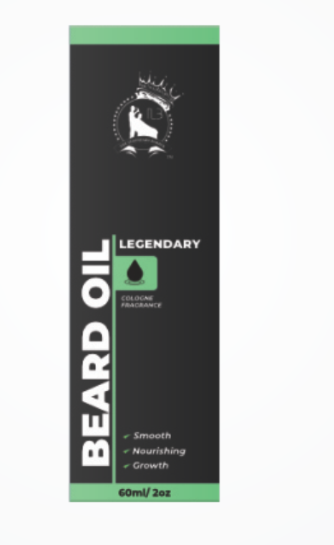 LEGENDARY
BEARD OIL
COLOGNE
FRAGRANCE
✓ Smooth
✓ Nourishing
✓ Growth
60ml/ 2oz